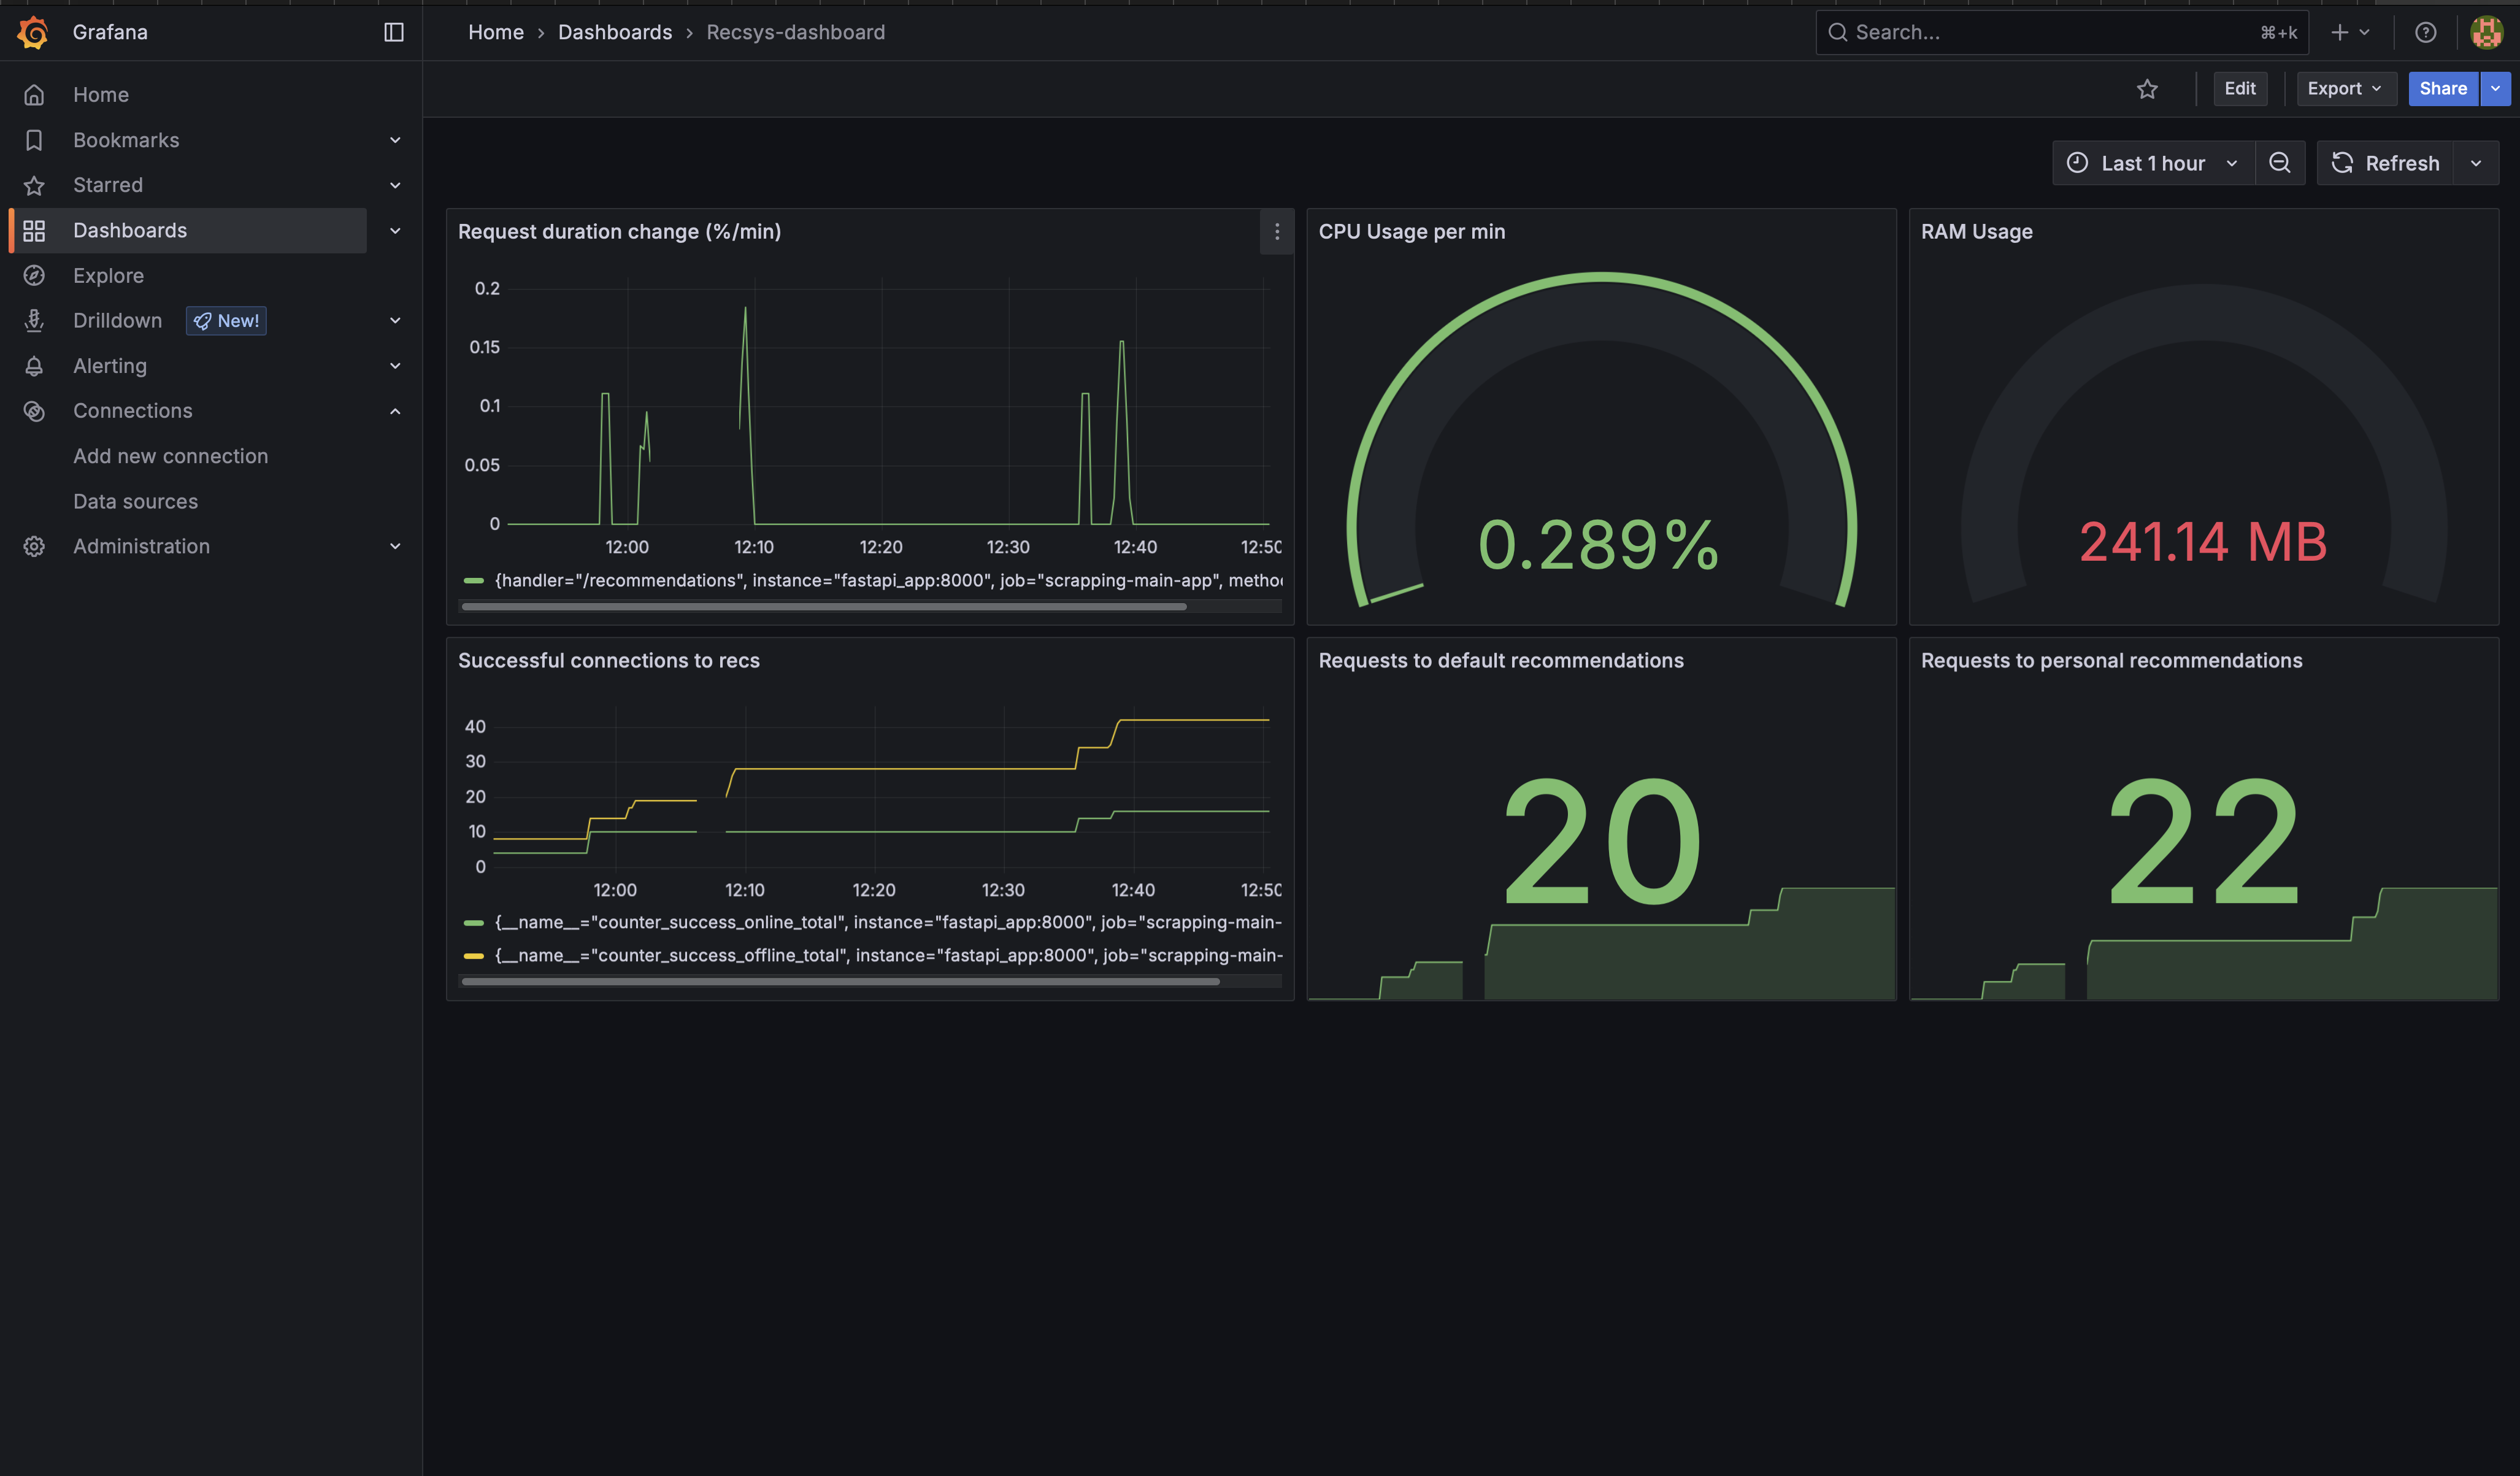 Grafana
Home › Dashboards › Recsys-dashboard
Search...
⌘+k
Edit
Export
Share
Home
Bookmarks
Starred
Dashboards
Explore
Drilldown New!
Alerting
Connections
Add new connection
Data sources
Administration
Last 1 hour
Refresh
Request duration change (%/min)
0.2
0.15
0.1
0.05
0
12:00 12:10 12:20 12:30 12:40 12:50
{handler="/recommendations", instance="fastapi_app:8000", job="scrapping-main-app",
CPU Usage per min
0.289%
RAM Usage
241.14 MB
Successful connections to recs
40
30
20
10
0
12:00 12:10 12:20 12:30 12:40 12:50
{__name__="counter_success_online_total", instance="fastapi_app:8000", job="scrapping-main-
{__name__="counter_success_offline_total", instance="fastapi_app:8000", job="scrapping-main-
Requests to default recommendations
20
Requests to personal recommendations
22